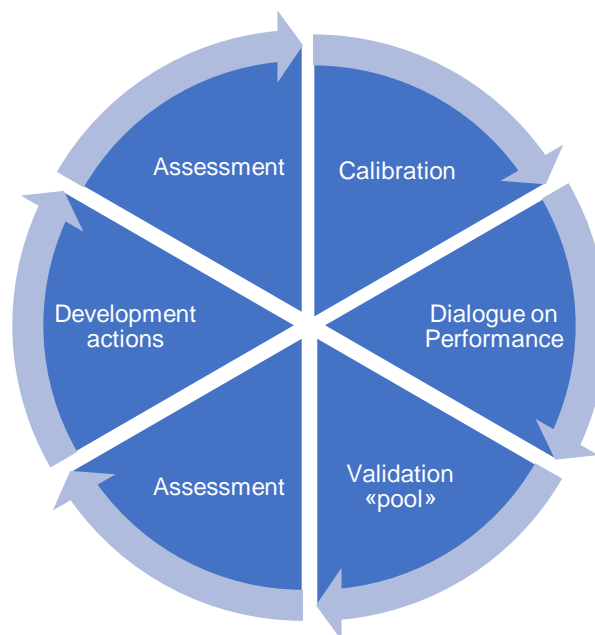 Assessment
Calibration
Development
actions
Dialogue on
Performance
Assessment
Validation
«pool»